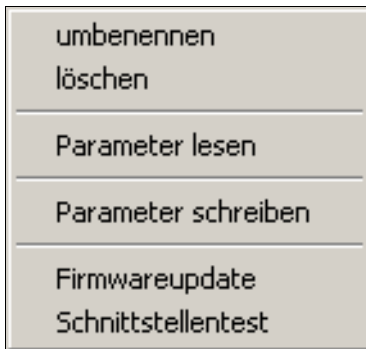 umbenennen
löschen
Parameter lesen
Parameter schreiben
Firmwareupdate
Schnittstellentest